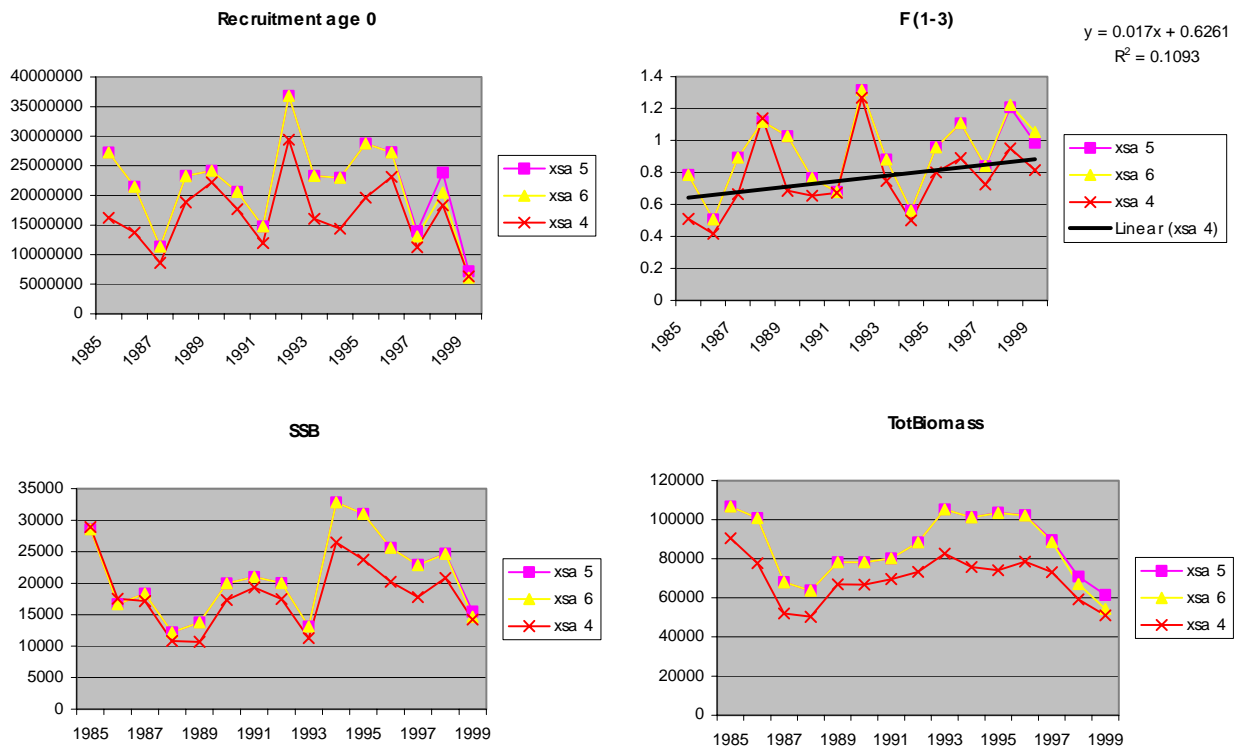 Recruitment age 0
40000000
35000000
30000000
25000000
20000000
15000000
10000000
5000000
0
1985
1987
1989
1991
1993
1995
1997
1999
xsa 5
xsa 6
xsa 4
F(1-3)
y = 0.017x + 0.6261
R² = 0.1093
1.4
1.2
1
0.8
0.6
0.4
0.2
0
1985
1987
1989
1991
1993
1995
1997
1999
xsa 5
xsa 6
xsa 4
Linear (xsa 4)
SSB
35000
30000
25000
20000
15000
10000
5000
0
1985 1987 1989 1991 1993 1995 1997 1999
xsa 5
xsa 6
xsa 4
TotBiomass
120000
100000
80000
60000
40000
20000
0
1985 1987 1989 1991 1993 1995 1997 1999
xsa 5
xsa 6
xsa 4